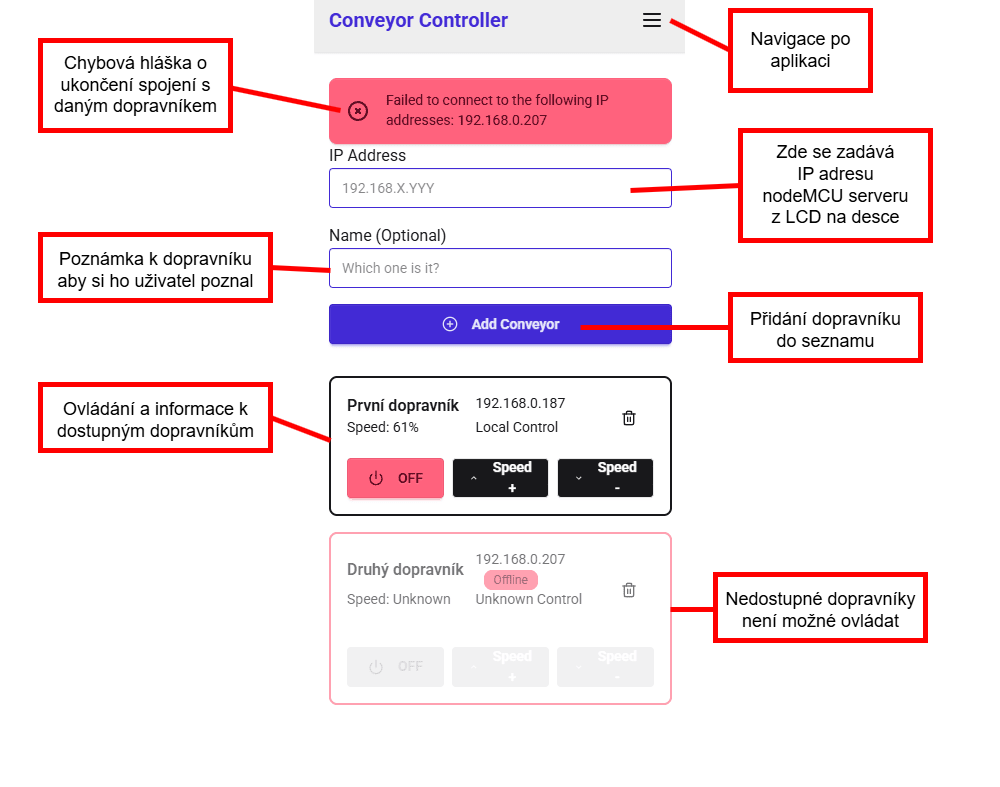 Conveyor Controller
Navigace po
aplikaci
Chybová hláška o
ukončení spojení s
daným dopravníkem
Failed to connect to the following IP
addresses: 192.168.0.207
IP Address
192.168.X.YYY
Zde se zadává
IP adresu
nodeMCU serveru
z LCD na desce
Name (Optional)
Which one is it?
Poznámka k dopravníku
aby si ho uživatel poznal
Add Conveyor
Přidání dopravníku
do seznamu
Ovládání a informace k
dostupným dopravníkům
První dopravník
192.168.0.187
Speed: 61%
Local Control
OFF
Speed
+
Speed
-
Druhý dopravník
192.168.0.207
Offline
Speed: Unknown
Unknown Control
OFF
Speed
+
Speed
-
Nedostupné dopravníky
není možné ovládat